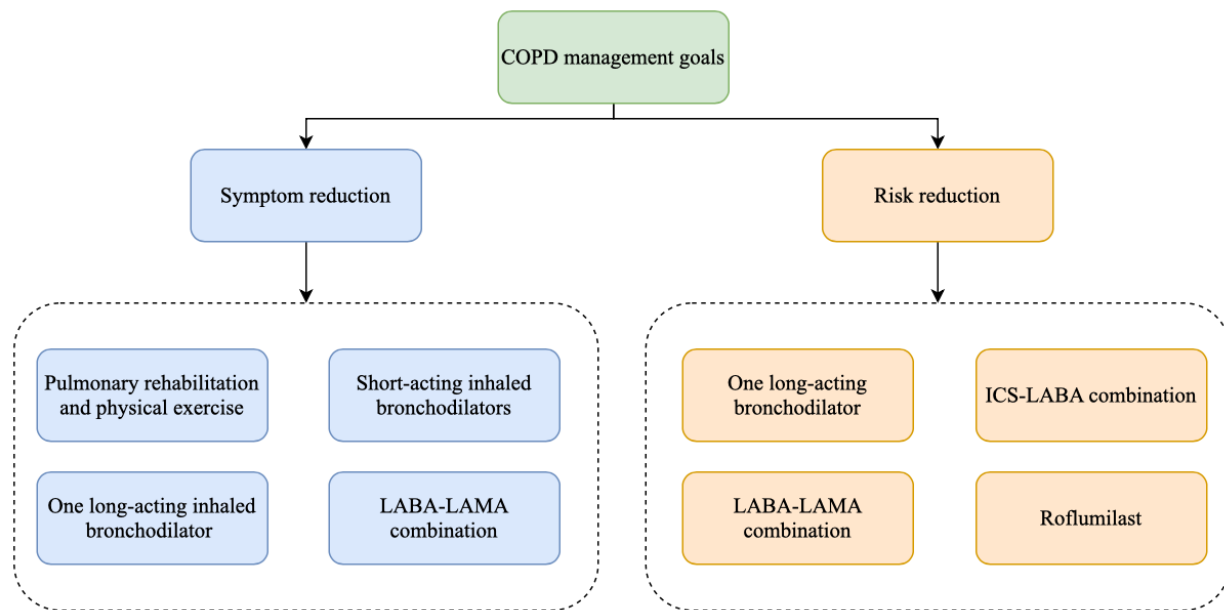 COPD management goals
Symptom reduction
Risk reduction
Pulmonary rehabilitation
and physical exercise
Short-acting inhaled
bronchodilators
One long-acting inhaled
bronchodilator
LABA-LAMA
combination
One long-acting
bronchodilator
ICS-LABA combination
LABA-LAMA
combination
Roflumilast